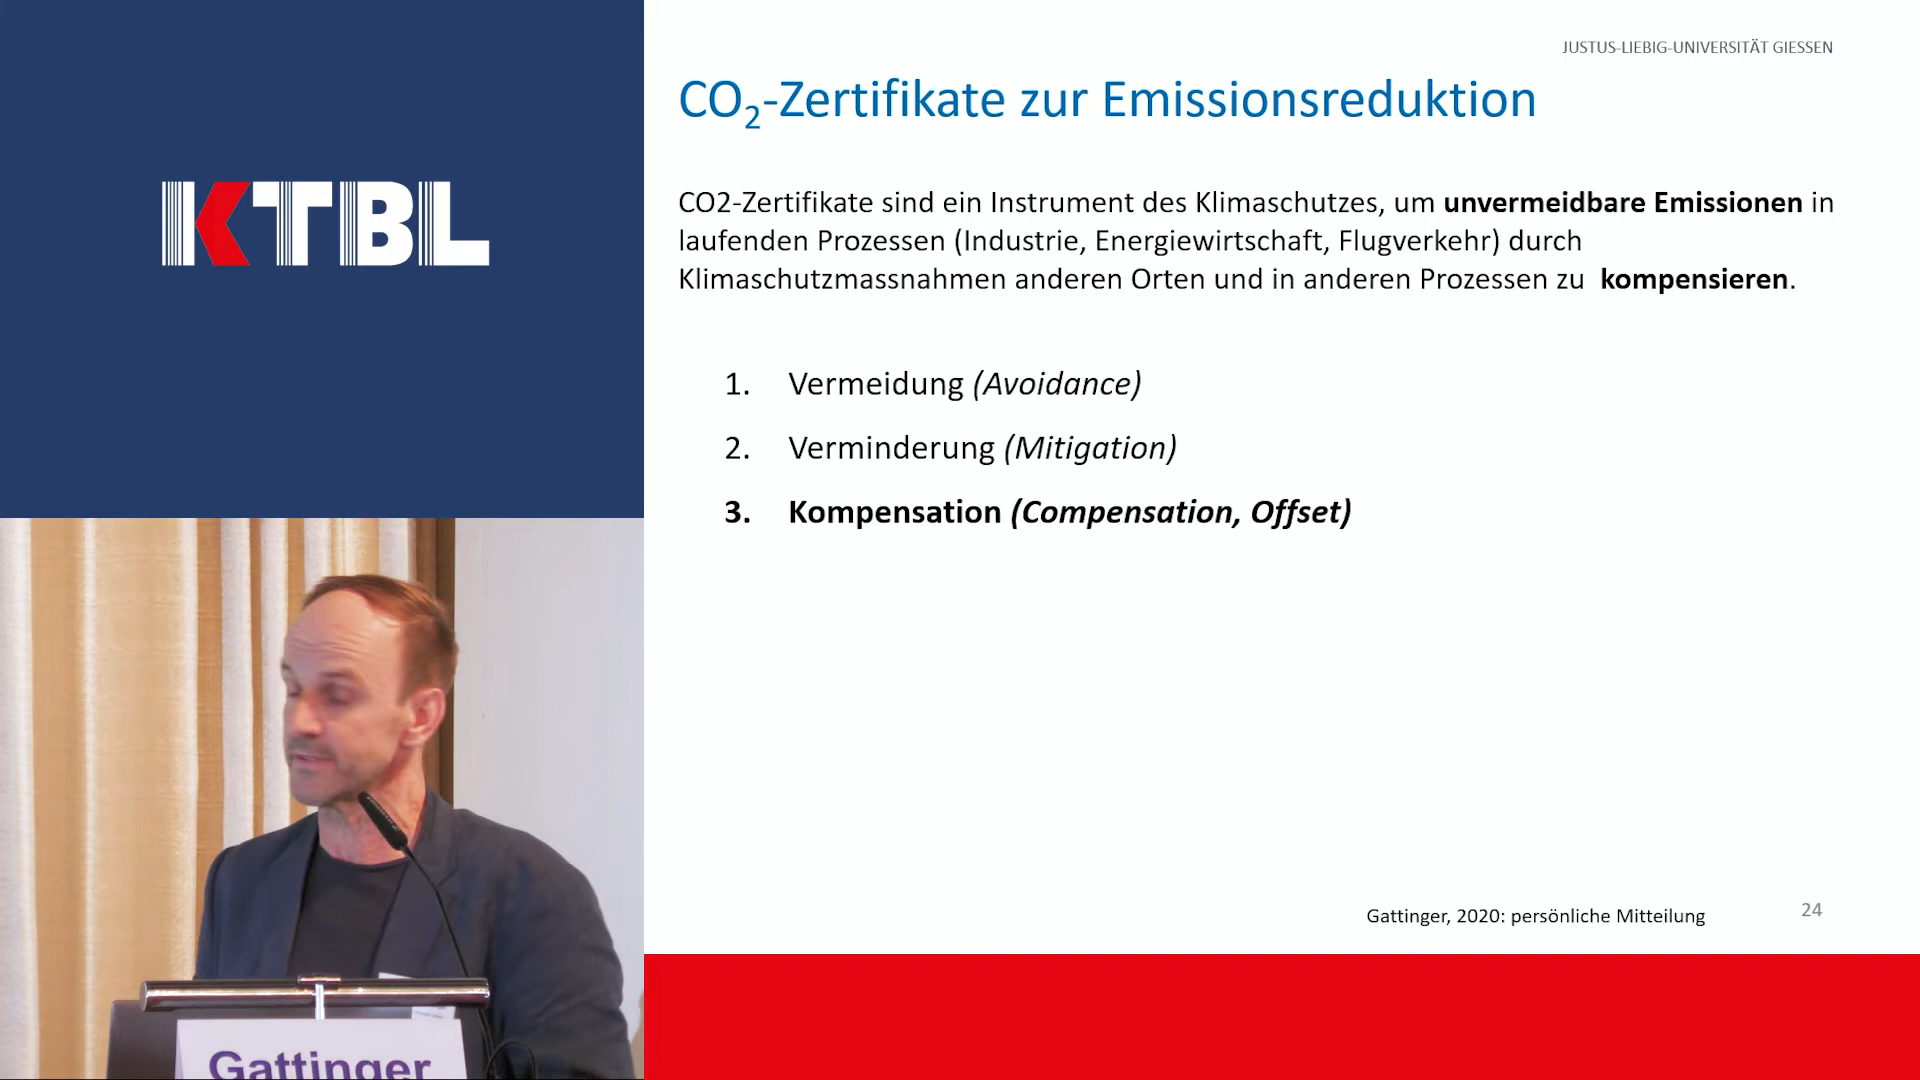 KTBL
JUSTUS-LIEBIG-UNIVERSITÄT GIESSEN
CO₂-Zertifikate zur Emissionsreduktion
CO2-Zertifikate sind ein Instrument des Klimaschutzes, um unvermeidbare Emissionen in
laufenden Prozessen (Industrie, Energiewirtschaft, Flugverkehr) durch
Klimaschutzmassnahmen anderen Orten und in anderen Prozessen zu kompensieren.
1. Vermeidung (Avoidance)
2. Verminderung (Mitigation)
3. Kompensation (Compensation, Offset)
Gattinger, 2020: persönliche Mitteilung
24
Gattinger